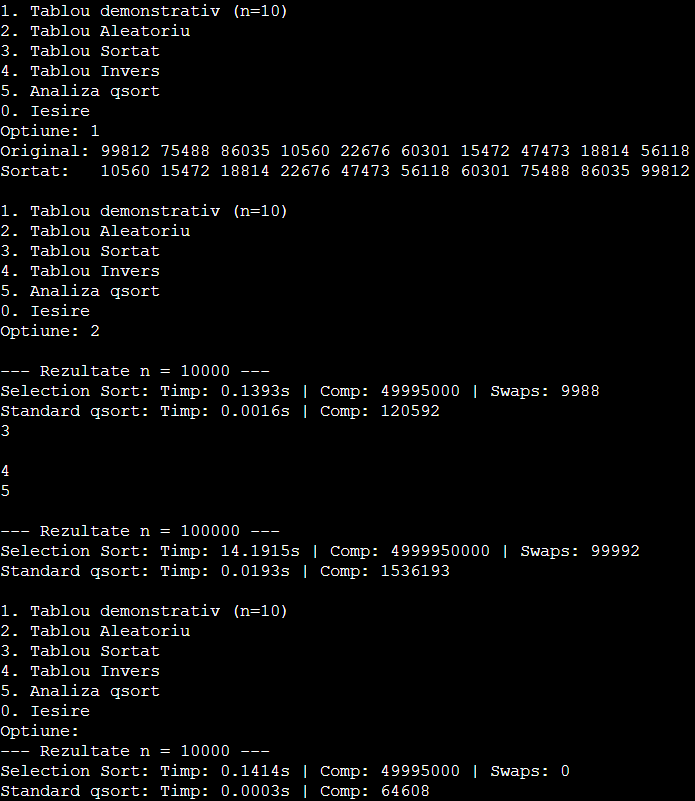 1. Tablou demonstrativ (n=10)
2. Tablou Aleatoriu
3. Tablou Sortat
4. Tablou Invers
5. Analiza qsort
0. Iesire
Optiune: 1
Original: 99812 75488 86035 10560 22676 60301 15472 47473 18814 56118
Sortat:   10560 15472 18814 22676 47473 56118 60301 75488 86035 99812

1. Tablou demonstrativ (n=10)
2. Tablou Aleatoriu
3. Tablou Sortat
4. Tablou Invers
5. Analiza qsort
0. Iesire
Optiune: 2

--- Rezultate n = 10000 ---
Selection Sort: Timp: 0.1393s | Comp: 49995000 | Swaps: 9988
Standard qsort: Timp: 0.0016s | Comp: 120592
3

4
5

--- Rezultate n = 100000 ---
Selection Sort: Timp: 14.1915s | Comp: 4999950000 | Swaps: 99992
Standard qsort: Timp: 0.0193s | Comp: 1536193

1. Tablou demonstrativ (n=10)
2. Tablou Aleatoriu
3. Tablou Sortat
4. Tablou Invers
5. Analiza qsort
0. Iesire
Optiune:
--- Rezultate n = 10000 ---
Selection Sort: Timp: 0.1414s | Comp: 49995000 | Swaps: 0
Standard qsort: Timp: 0.0003s | Comp: 64608